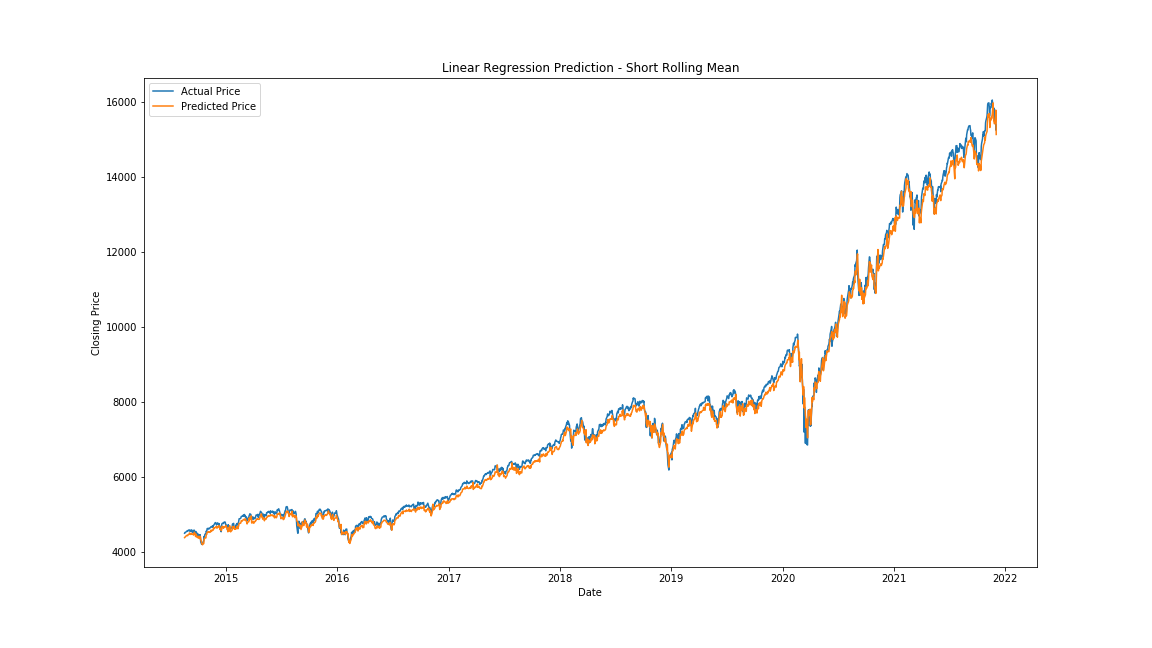 Linear Regression Prediction - Short Rolling Mean
Actual Price
Predicted Price
16000
14000
12000
10000
8000
6000
4000
Closing Price
2015 2016 2017 2018 2019 2020 2021 2022
Date